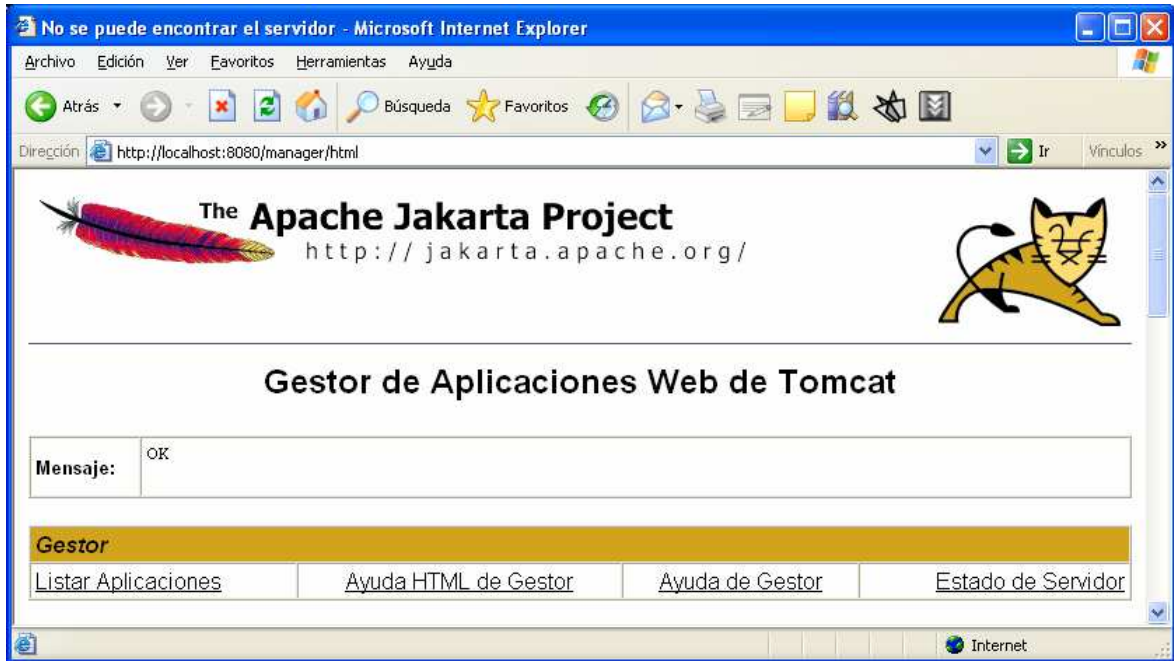 No se puede encontrar el servidor - Microsoft Internet Explorer
Archivo Edición Ver Favoritos Herramientas Ayuda
Atrás Búsqueda Favoritos
Dirección http://localhost:8080/manager/html Ir Vínculos »
The Apache Jakarta Project
http://jakarta.apache.org/
Gestor de Aplicaciones Web de Tomcat
Mensaje: OK
Gestor
Listar Aplicaciones Ayuda HTML de Gestor Ayuda de Gestor Estado de Servidor
Internet